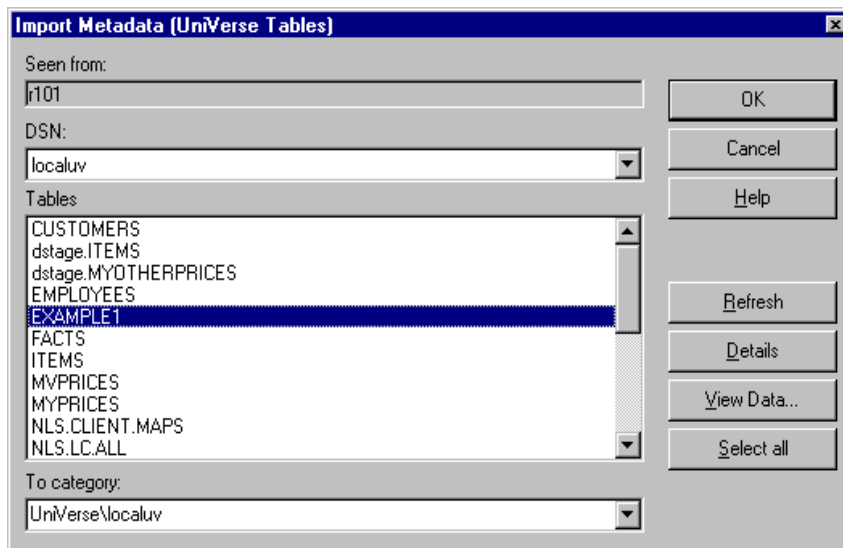 Import Metadata (UniVerse Tables)
Seen from:
r101
DSN:
localuv
Tables
CUSTOMERS
dstage.ITEMS
dstage.MYOTHERPRICES
EMPLOYEES
EXAMPLE1
FACTS
ITEMS
MVPRICES
MYPRICES
NLS.CLIENT.MAPS
NLS.LC.ALL
To category:
UniVerse\localuv
OK
Cancel
Help
Refresh
Details
View Data...
Select all